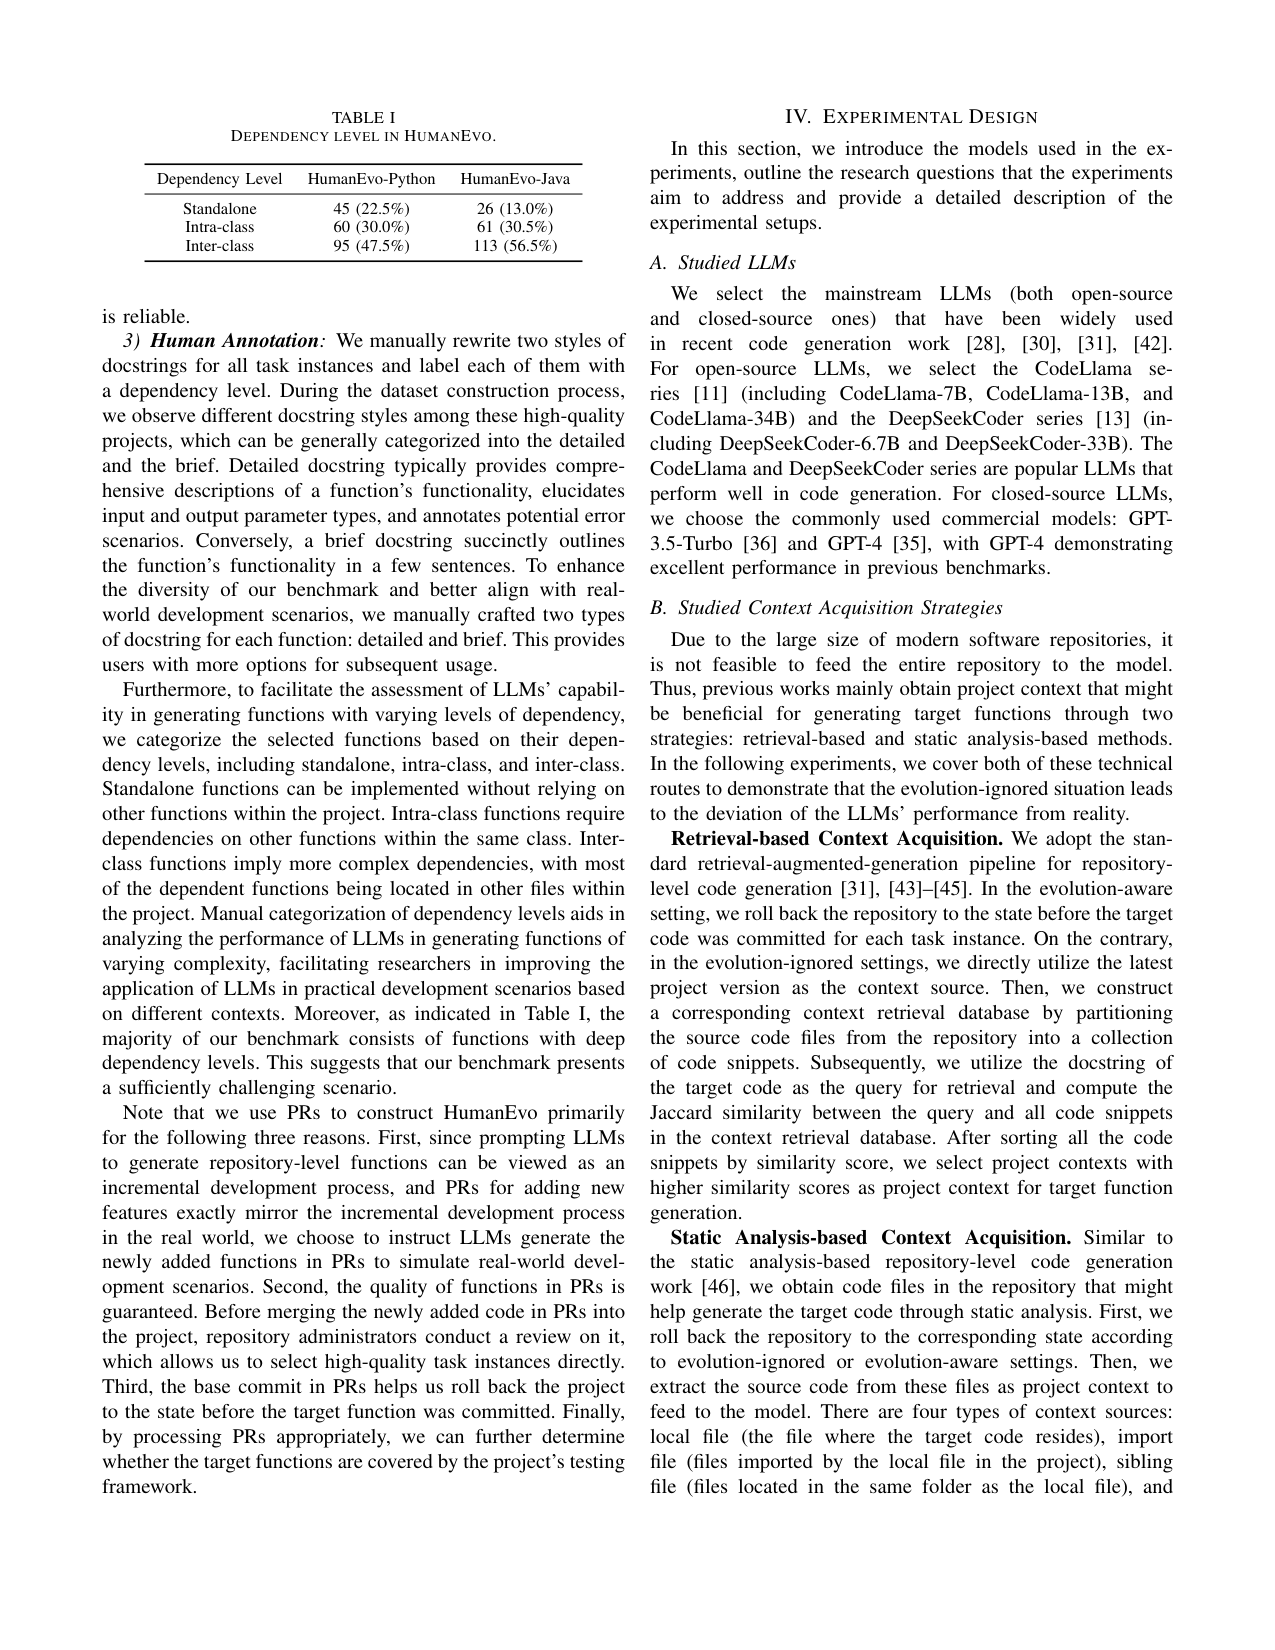 TABLE I
DEPENDENCY LEVEL IN HUMANEVO.
Dependency Level HumanEvo-Python HumanEvo-Java
Standalone 45 (22.5%) 26 (13.0%)
Intra-class 60 (30.0%) 61 (30.5%)
Inter-class 95 (47.5%) 113 (56.5%)
is reliable.
3) Human Annotation: We manually rewrite two styles of
docstrings for all task instances and label each of them with
a dependency level. During the dataset construction process,
we observe different docstring styles among these high-quality
projects, which can be generally categorized into the detailed
and the brief. Detailed docstring typically provides compre-
hensive descriptions of a function's functionality, elucidates
input and output parameter types, and annotates potential error
scenarios. Conversely, a brief docstring succinctly outlines
the function's functionality in a few sentences. To enhance
the diversity of our benchmark and better align with real-
world development scenarios, we manually crafted two types
of docstring for each function: detailed and brief. This provides
users with more options for subsequent usage.
Furthermore, to facilitate the assessment of LLMs' capabil-
ity in generating functions with varying levels of dependency,
we categorize the selected functions based on their depen-
dency levels, including standalone, intra-class, and inter-class.
Standalone functions can be implemented without relying on
other functions within the project. Intra-class functions require
dependencies on other functions within the same class. Inter-
class functions imply more complex dependencies, with most
of the dependent functions being located in other files within
the project. Manual categorization of dependency levels aids in
analyzing the performance of LLMs in generating functions of
varying complexity, facilitating researchers in improving the
application of LLMs in practical development scenarios based
on different contexts. Moreover, as indicated in Table I, the
majority of our benchmark consists of functions with deep
dependency levels. This suggests that our benchmark presents
a sufficiently challenging scenario.
Note that we use PRs to construct HumanEvo primarily
for the following three reasons. First, since prompting LLMs
to generate repository-level functions can be viewed as an
incremental development process, and PRs for adding new
features exactly mirror the incremental development process
in the real world, we choose to instruct LLMs generate the
newly added functions in PRs to simulate real-world devel-
opment scenarios. Second, the quality of functions in PRs is
guaranteed. Before merging the newly added code in PRs into
the project, repository administrators conduct a review on it,
which allows us to select high-quality task instances directly.
Third, the base commit in PRs helps us roll back the project
to the state before the target function was committed. Finally,
by processing PRs appropriately, we can further determine
whether the target functions are covered by the project's testing
framework.
IV. EXPERIMENTAL DESIGN
In this section, we introduce the models used in the ex-
periments, outline the research questions that the experiments
aim to address and provide a detailed description of the
experimental setups.
A. Studied LLMs
We select the mainstream LLMs (both open-source
and closed-source ones) that have been widely used
in recent code generation work [28], [30], [31], [42].
For open-source LLMs, we select the CodeLlama se-
ries [11] (including CodeLlama-7B, CodeLlama-13B, and
CodeLlama-34B) and the DeepSeekCoder series [13] (in-
cluding DeepSeekCoder-6.7B and DeepSeekCoder-33B). The
CodeLlama and DeepSeekCoder series are popular LLMs that
perform well in code generation. For closed-source LLMs,
we choose the commonly used commercial models: GPT-
3.5-Turbo [36] and GPT-4 [35], with GPT-4 demonstrating
excellent performance in previous benchmarks.
B. Studied Context Acquisition Strategies
Due to the large size of modern software repositories, it
is not feasible to feed the entire repository to the model.
Thus, previous works mainly obtain project context that might
be beneficial for generating target functions through two
strategies: retrieval-based and static analysis-based methods.
In the following experiments, we cover both of these technical
routes to demonstrate that the evolution-ignored situation leads
to the deviation of the LLMs' performance from reality.
Retrieval-based Context Acquisition. We adopt the stan-
dard retrieval-augmented-generation pipeline for repository-
level code generation [31], [43]–[45]. In the evolution-aware
setting, we roll back the repository to the state before the target
code was committed for each task instance. On the contrary,
in the evolution-ignored settings, we directly utilize the latest
project version as the context source. Then, we construct
a corresponding context retrieval database by partitioning
the source code files from the repository into a collection
of code snippets. Subsequently, we utilize the docstring of
the target code as the query for retrieval and compute the
Jaccard similarity between the query and all code snippets
in the context retrieval database. After sorting all the code
snippets by similarity score, we select project contexts with
higher similarity scores as project context for target function
generation.
Static Analysis-based Context Acquisition. Similar to
the static analysis-based repository-level code generation
work [46], we obtain code files in the repository that might
help generate the target code through static analysis. First, we
roll back the repository to the corresponding state according
to evolution-ignored or evolution-aware settings. Then, we
extract the source code from these files as project context to
feed to the model. There are four types of context sources:
local file (the file where the target code resides), import
file (files imported by the local file in the project), sibling
file (files located in the same folder as the local file), and